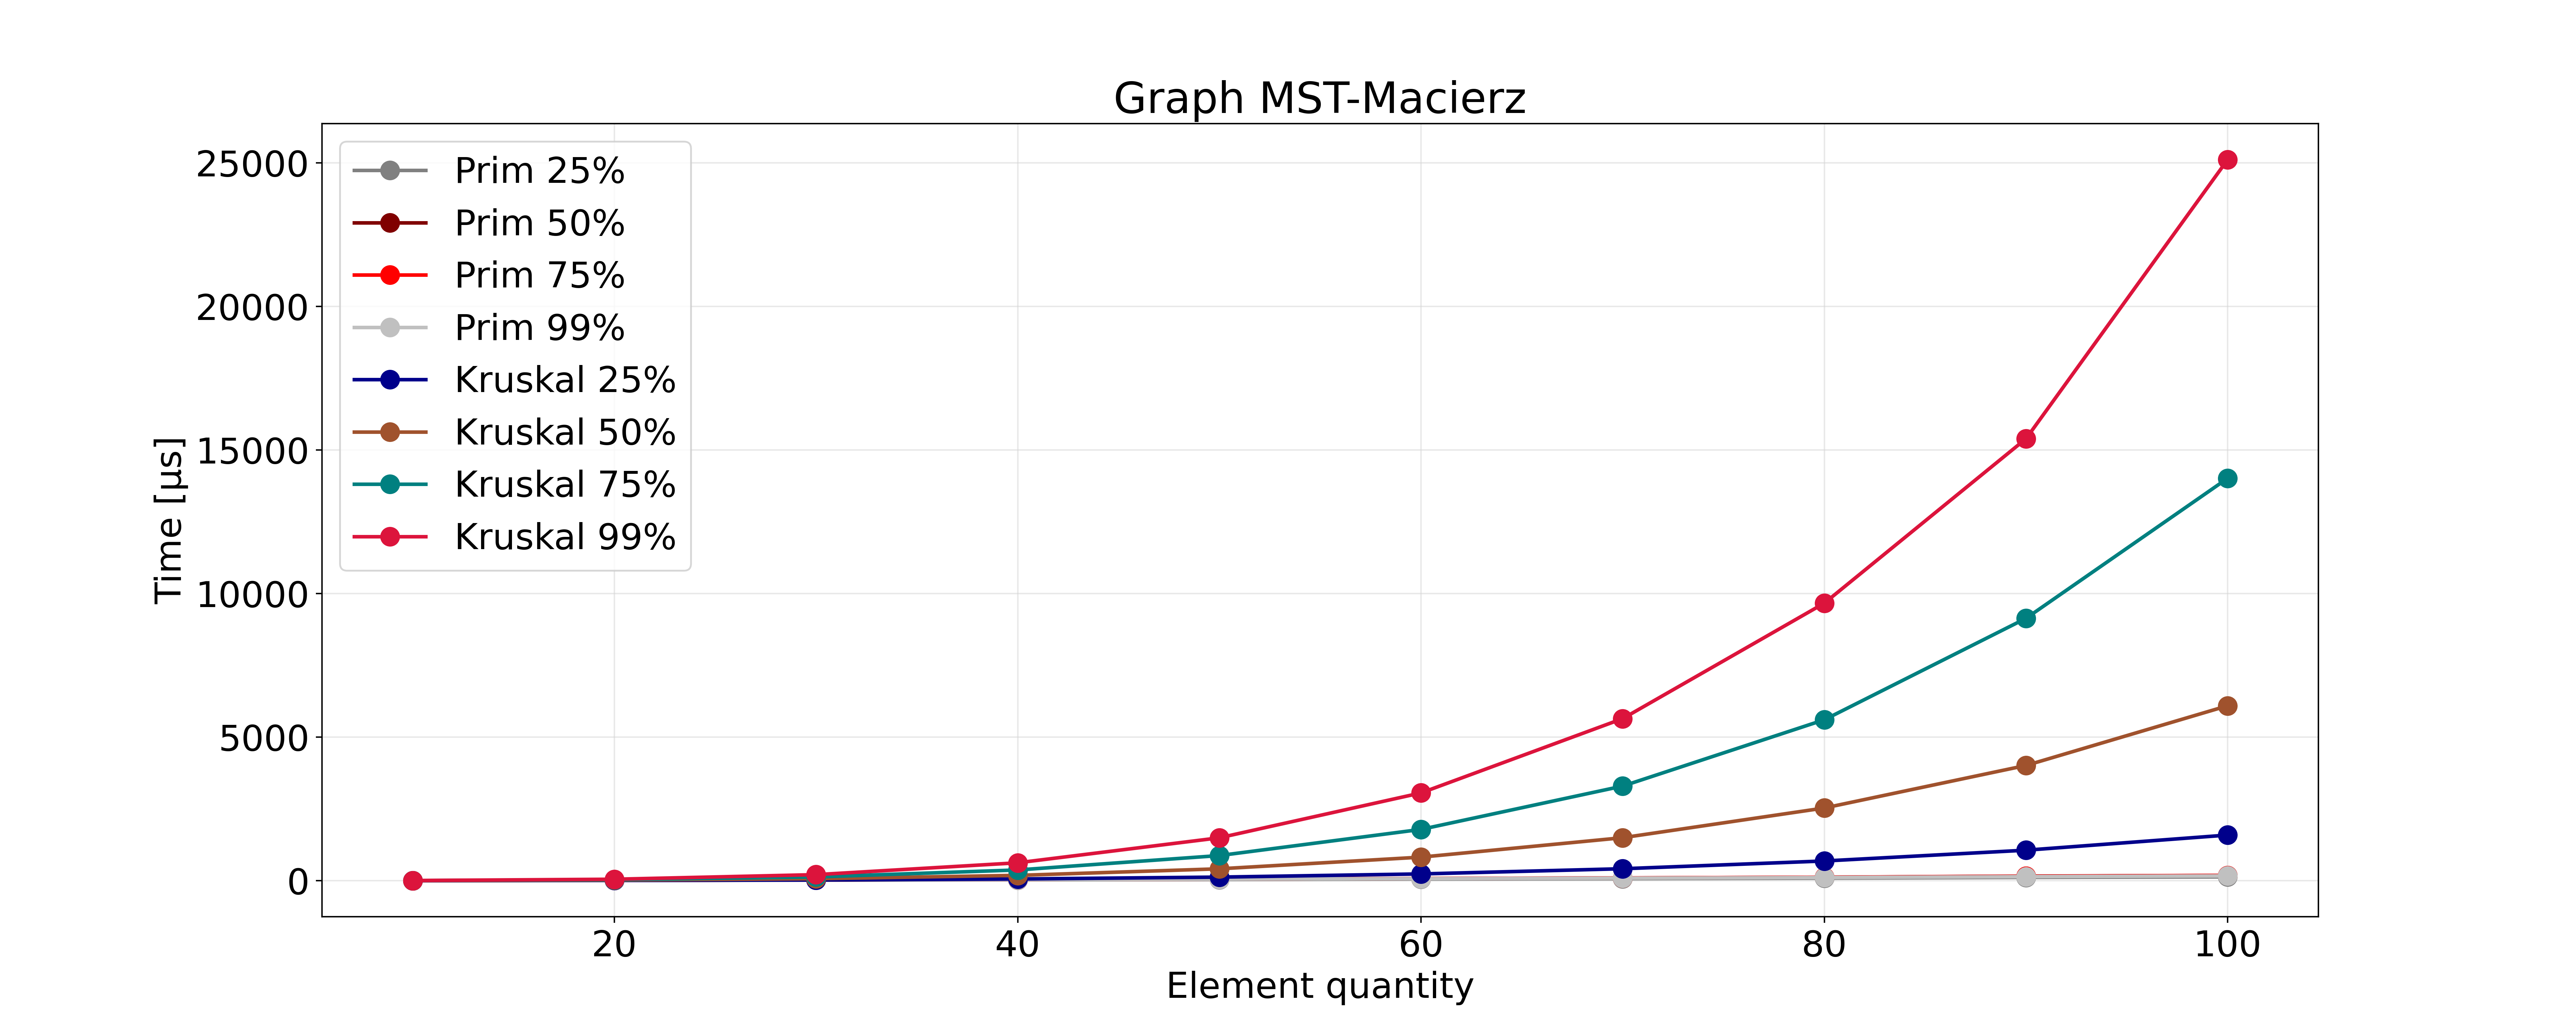 Graph MST-Macierz
25000
20000
15000
10000
5000
0
Time [µs]
Prim 25%
Prim 50%
Prim 75%
Prim 99%
Kruskal 25%
Kruskal 50%
Kruskal 75%
Kruskal 99%
20 40 60 80 100
Element quantity